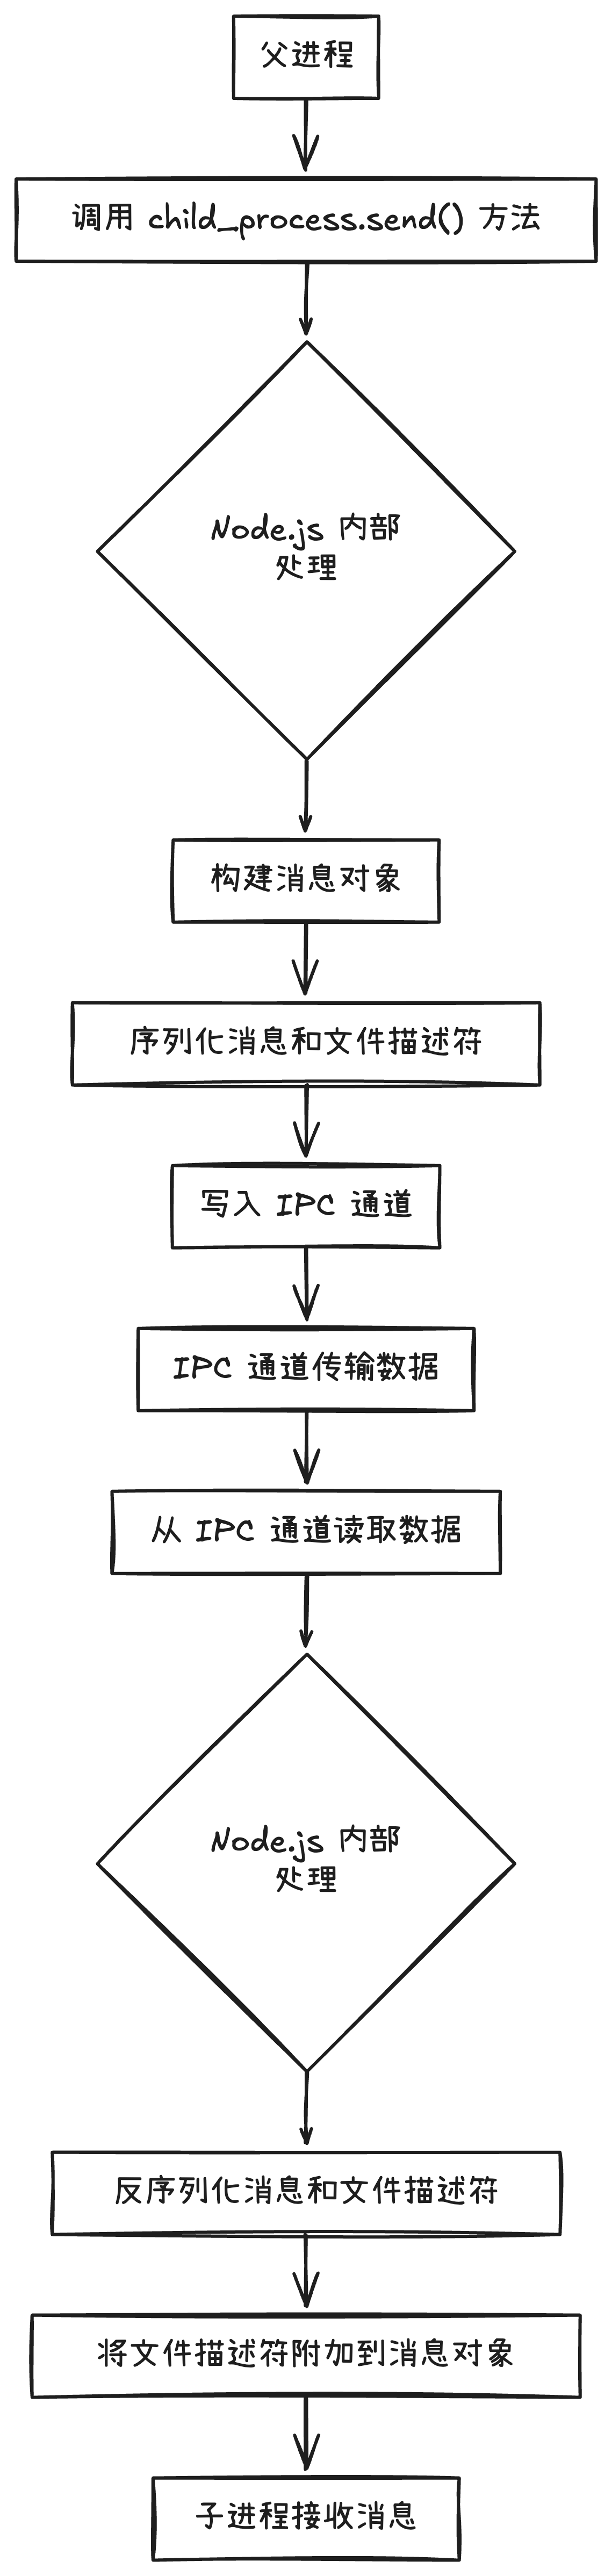 父进程
调用 child_process.send() 方法
Node.js 内部
处理
构建消息对象
序列化消息和文件描述符
写入 IPC 通道
IPC 通道传输数据
从 IPC 通道读取数据
Node.js 内部
处理
反序列化消息和文件描述符
将文件描述符附加到消息对象
子进程接收消息